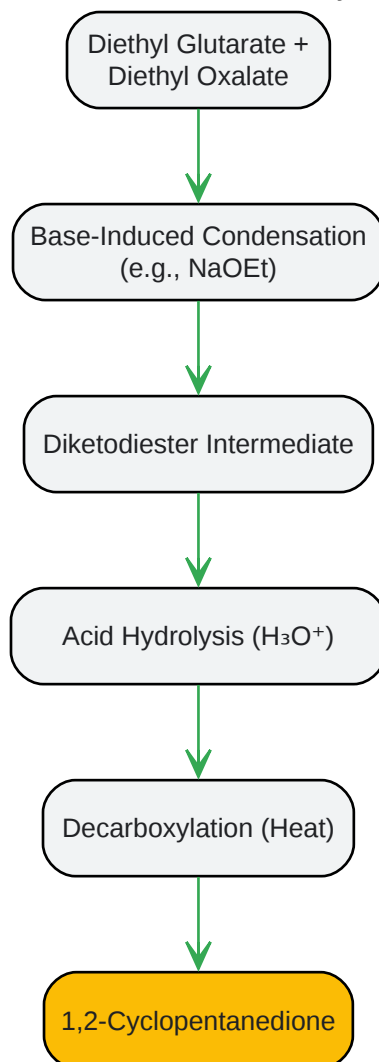 Diethyl Glutarate +
Diethyl Oxalate
Base-Induced Condensation
(e.g., NaOEt)
Diketodiester Intermediate
Acid Hydrolysis (H₃O⁺)
Decarboxylation (Heat)
1,2-Cyclopentanedione